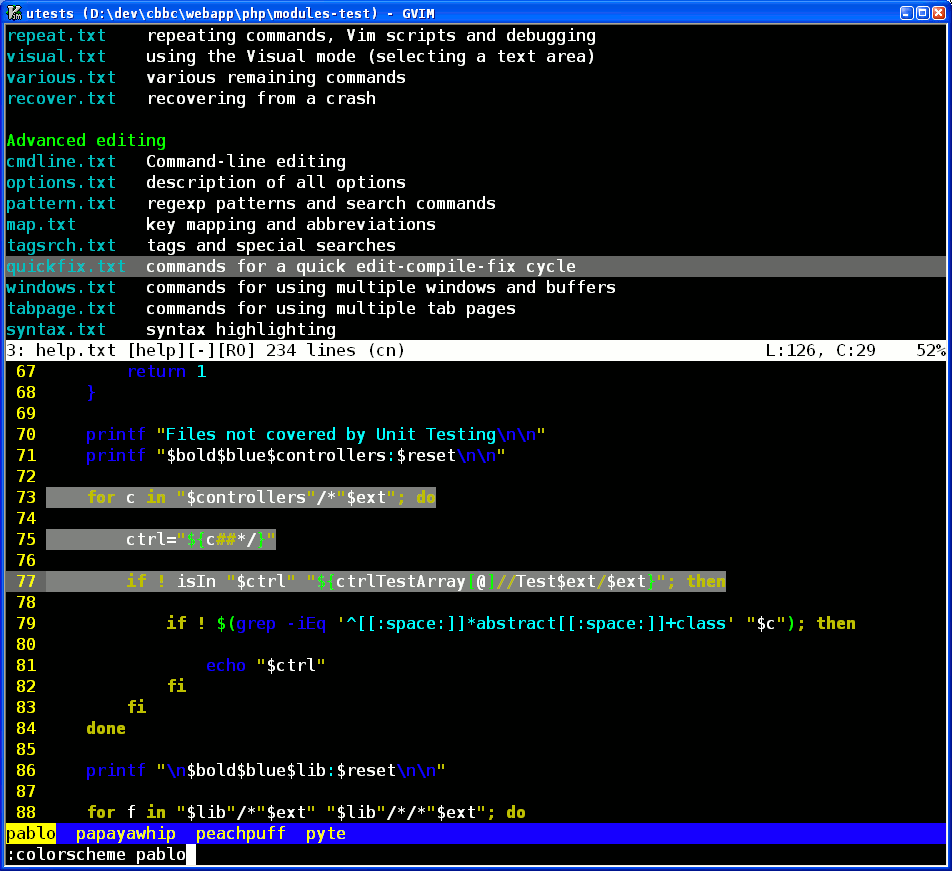 utests (D:\dev\cbbc\webapp\php\modules-test) - GVIM
repeat.txt repeating commands, Vim scripts and debugging
visual.txt using the Visual mode (selecting a text area)
various.txt various remaining commands
recover.txt recovering from a crash
Advanced editing
cmdline.txt Command-line editing
options.txt description of all options
pattern.txt regexp patterns and search commands
map.txt key mapping and abbreviations
tagsrch.txt tags and special searches
quickfix.txt commands for a quick edit-compile-fix cycle
windows.txt commands for using multiple windows and buffers
tabpage.txt commands for using multiple tab pages
syntax.txt syntax highlighting
3: help.txt [help][-][RO] 234 lines (cn) L:126, C:29 52%
67 return 1
68 }
69
70 printf "Files not covered by Unit Testing\n\n"
71 printf "$bold$blue$controllers:$reset\n\n"
72
73 for c in "$controllers"/*"$ext"; do
74
75 ctrl="${c##*/}"
76
77 if ! isIn "$ctrl" "${ctrlTestArray[@]//Test$ext/$ext}"; then
78
79 if ! $(grep -iEq '^[[:space:]]*abstract[[:space:]]+class' "$c"); then
80
81 echo "$ctrl"
82 fi
83 fi
84 done
85
86 printf "\n$bold$blue$lib:$reset\n\n"
87
88 for f in "$lib"/*"$ext" "$lib"/*/*"$ext"; do
pablo papayawhip peachpuff pyte
:colorscheme pablo